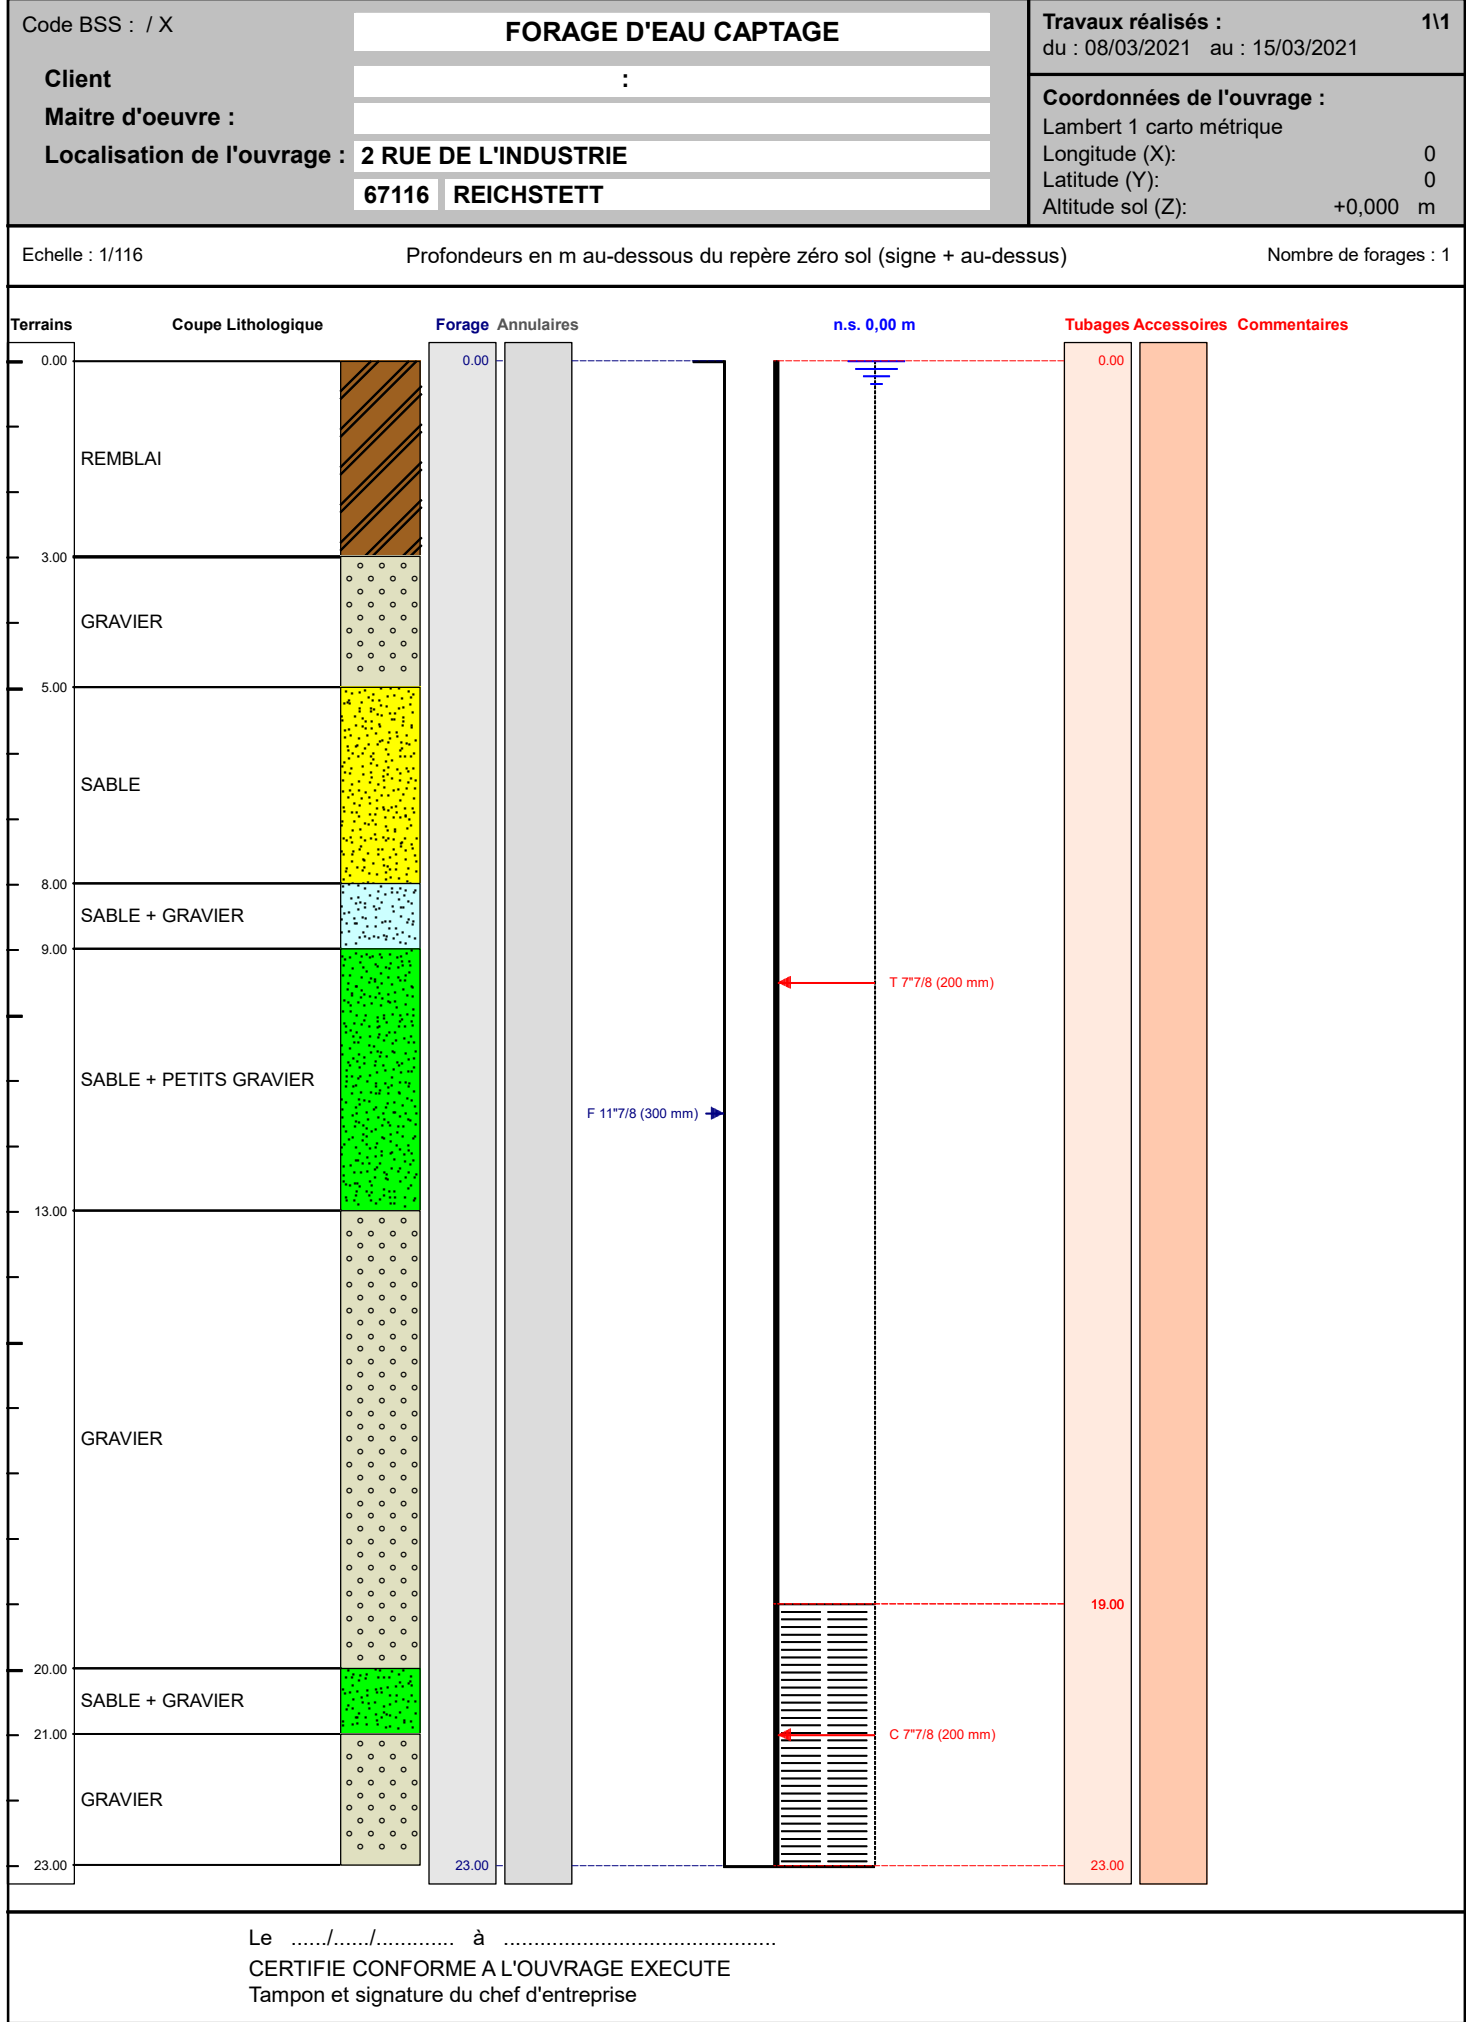 Code BSS : / X
FORAGE D'EAU CAPTAGE
Client :
Maitre d'oeuvre :
Localisation de l'ouvrage : 2 RUE DE L'INDUSTRIE
67116 REICHSTETT
Travaux réalisés : 1\1
du : 08/03/2021 au : 15/03/2021
Coordonnées de l'ouvrage :
Lambert 1 carto métrique
Longitude (X): 0
Latitude (Y): 0
Altitude sol (Z): +0,000 m
Echelle : 1/116
Profondeurs en m au-dessous du repère zéro sol (signe + au-dessus)
Nombre de forages : 1
Terrains Coupe Lithologique Forage Annulaires n.s. 0,00 m Tubages Accessoires Commentaires
0.00 0.00 0.00
REMBLAI
3.00
GRAVIER
5.00
SABLE
8.00
SABLE + GRAVIER
9.00
T 7"7/8 (200 mm)
SABLE + PETITS GRAVIER
F 11"7/8 (300 mm)
13.00
GRAVIER
19.00
20.00
SABLE + GRAVIER
21.00
C 7"7/8 (200 mm)
GRAVIER
23.00 23.00 23.00
Le ....../....../............. à .............................................
CERTIFIE CONFORME A L'OUVRAGE EXECUTE
Tampon et signature du chef d'entreprise